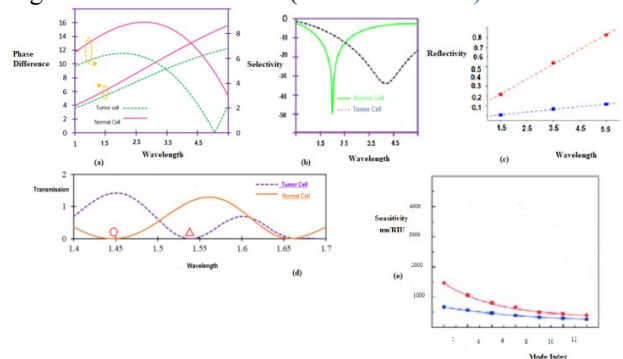 Phase
Difference
18
16
14
12
10
8
6
4
2
0
8
6
4
2
0
Tumor cell
Normal Cell
1
1.5
2.5
3.5
4.5
Wavelength
(a)
Selectivity
0
-10
-20
-30
-40
-50
Normal Cell
Tumor Cell
1.5
2.5
3.5
4.5
Wavelength
(b)
Reflectivity
0.8
0.7
0.6
0.5
0.4
0.3
0.2
0.1
1.5
3.5
5.5
Wavelength
(c)
Transmission
2
1
0
Tumor Cell
Normal Cell
1.4
1.45
1.5
1.55
1.6
1.65
1.7
Wavelength
(d)
Seasitivity
nm/RIU
4000
3000
2000
1000
4
6
8
10
12
Mode Index
(e)